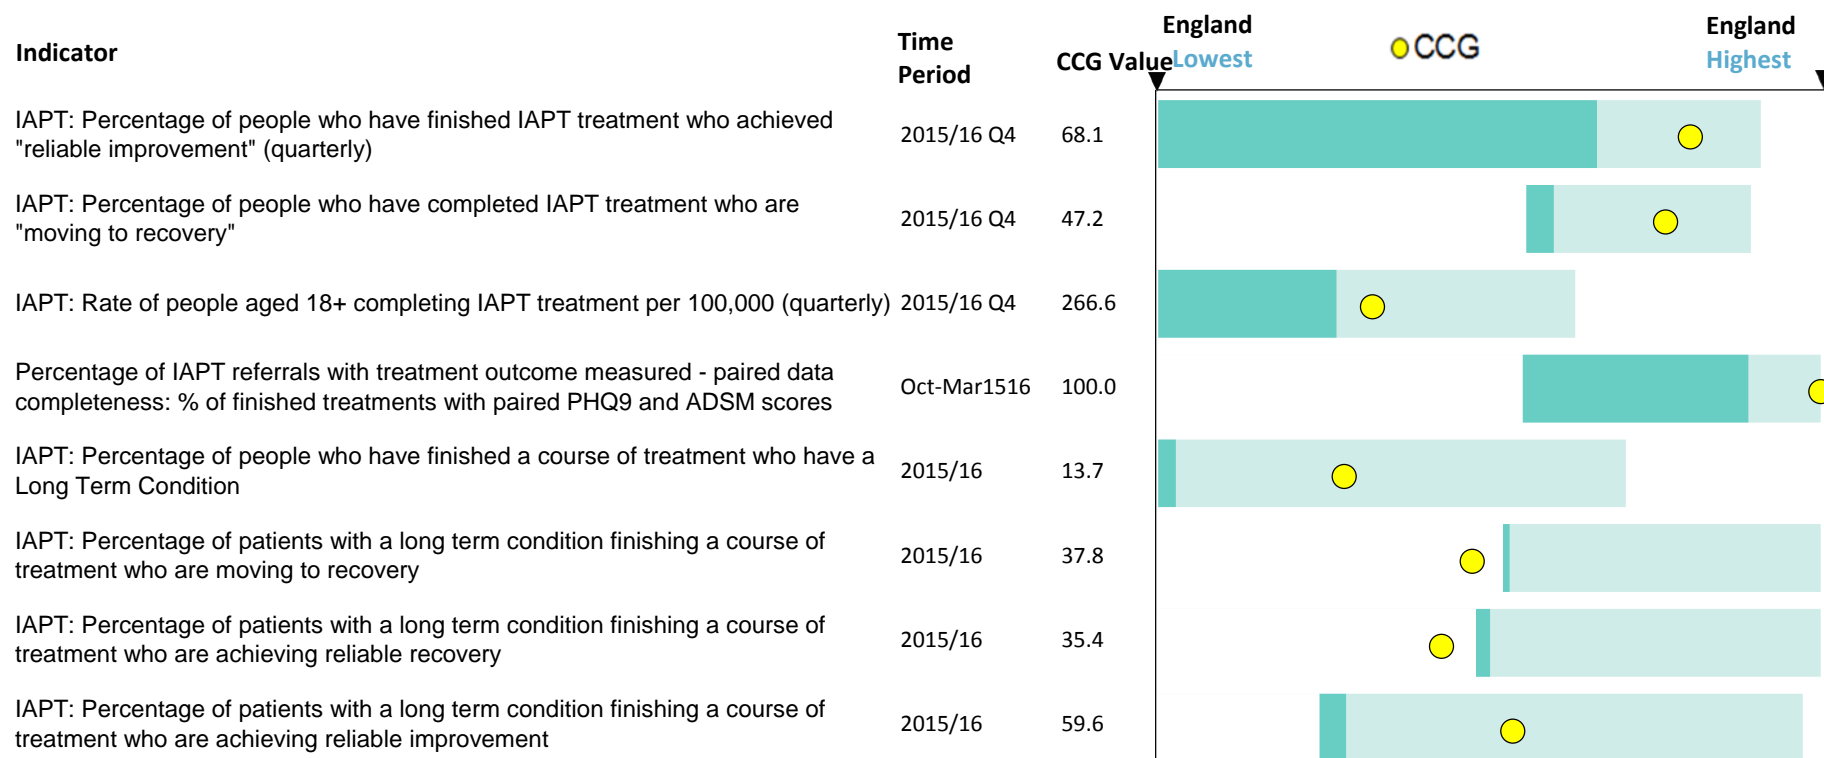 Indicator
Time
Period
CCG Value
England
Lowest
CCG
England
Highest
IAPT: Percentage of people who have finished IAPT treatment who achieved
"reliable improvement" (quarterly)
2015/16 Q4
68.1
IAPT: Percentage of people who have completed IAPT treatment who are
"moving to recovery"
2015/16 Q4
47.2
IAPT: Rate of people aged 18+ completing IAPT treatment per 100,000 (quarterly)
2015/16 Q4
266.6
Percentage of IAPT referrals with treatment outcome measured - paired data
completeness: % of finished treatments with paired PHQ9 and ADSM scores
Oct-Mar1516
100.0
IAPT: Percentage of people who have finished a course of treatment who have a
Long Term Condition
2015/16
13.7
IAPT: Percentage of patients with a long term condition finishing a course of
treatment who are moving to recovery
2015/16
37.8
IAPT: Percentage of patients with a long term condition finishing a course of
treatment who are achieving reliable recovery
2015/16
35.4
IAPT: Percentage of patients with a long term condition finishing a course of
treatment who are achieving reliable improvement
2015/16
59.6